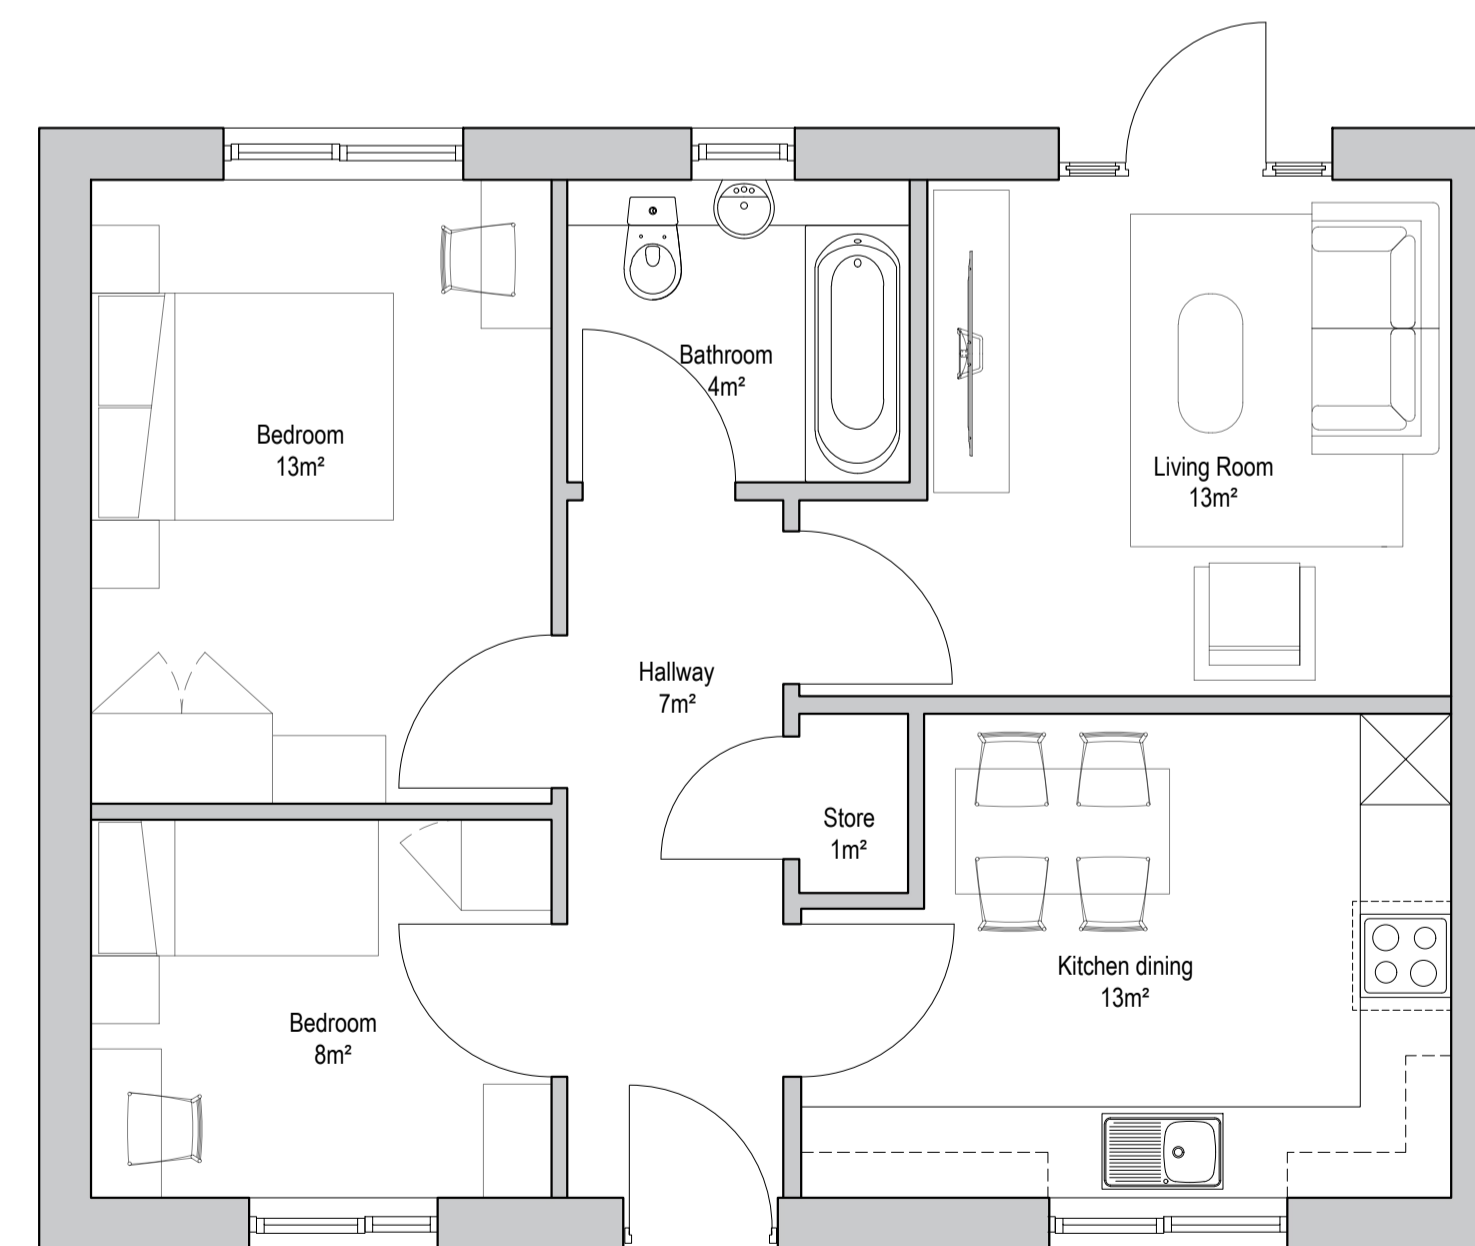 Bathroom
4m²
Bedroom
13m²
Living Room
13m²
Hallway
7m²
Store
1m²
Kitchen dining
13m²
Bedroom
8m²